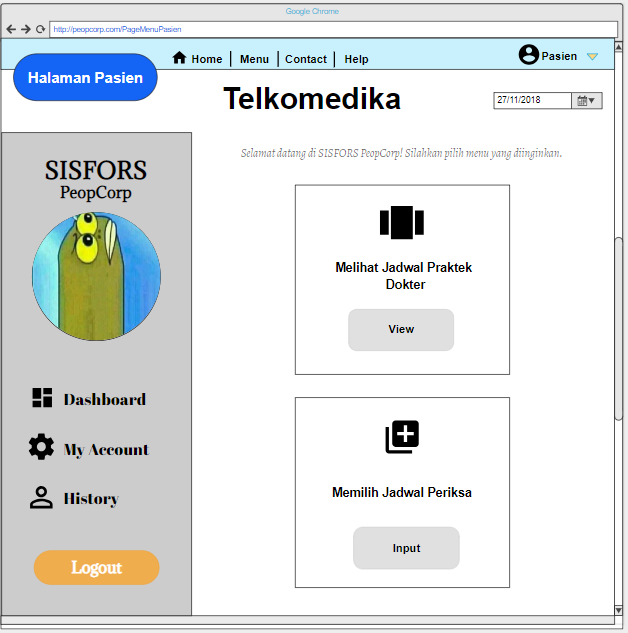 Google Chrome
http://peopcorp.com/PageMenuPasien
Home | Menu | Contact | Help
Pasien
Halaman Pasien
Telkomedika
27/11/2018
SISFORS
PeopCorp
Selamat datang di SISFORS PeopCorp! Silahkan pilih menu yang diinginkan.
Melihat Jadwal Praktek
Dokter
View
Dashboard
My Account
History
Logout
Memilih Jadwal Periksa
Input